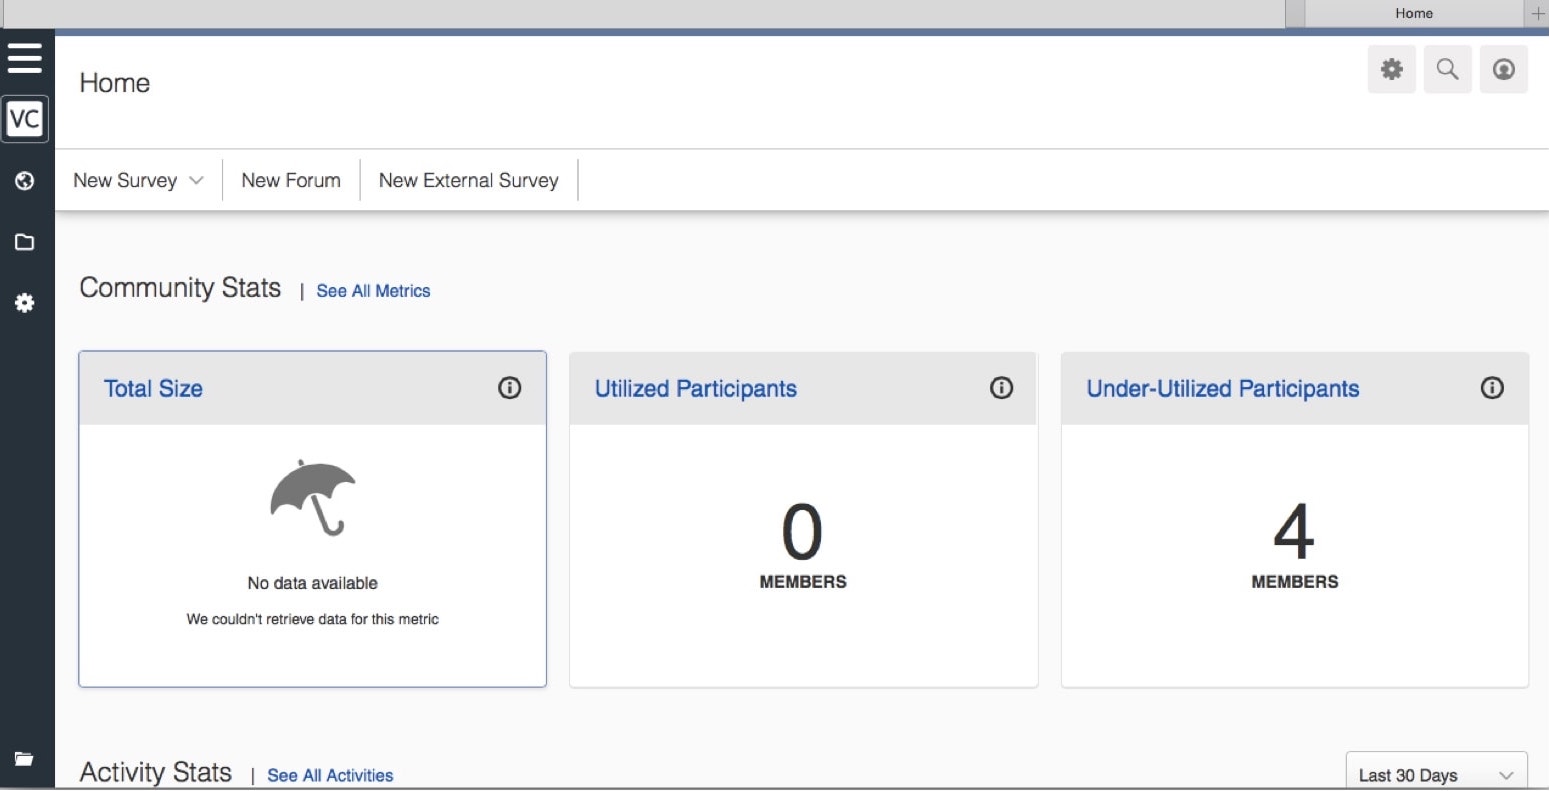 Home
Home
VC
New Survey
New Forum
New External Survey
Community Stats | See All Metrics
Total Size
No data available
We couldn't retrieve data for this metric
Utilized Participants
0
MEMBERS
Under-Utilized Participants
4
MEMBERS
Activity Stats | See All Activities
Last 30 Days